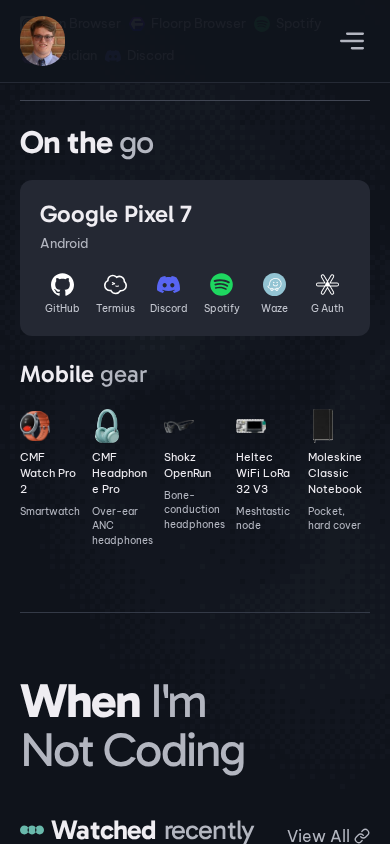 Browser Floorp Browser Spotify
Discord
On the go
Google Pixel 7
Android
GitHub Termius Discord Spotify Waze G Auth
Mobile gear
CMF Watch Pro 2
Smartwatch
CMF Headphone Pro
Over-ear ANC headphones
Shokz OpenRun
Bone-conduction headphones
Heltec WiFi LoRa 32 V3
Meshtastic node
Moleskine Classic Notebook
Pocket, hard cover
When I'm
Not Coding
Watched recently View All